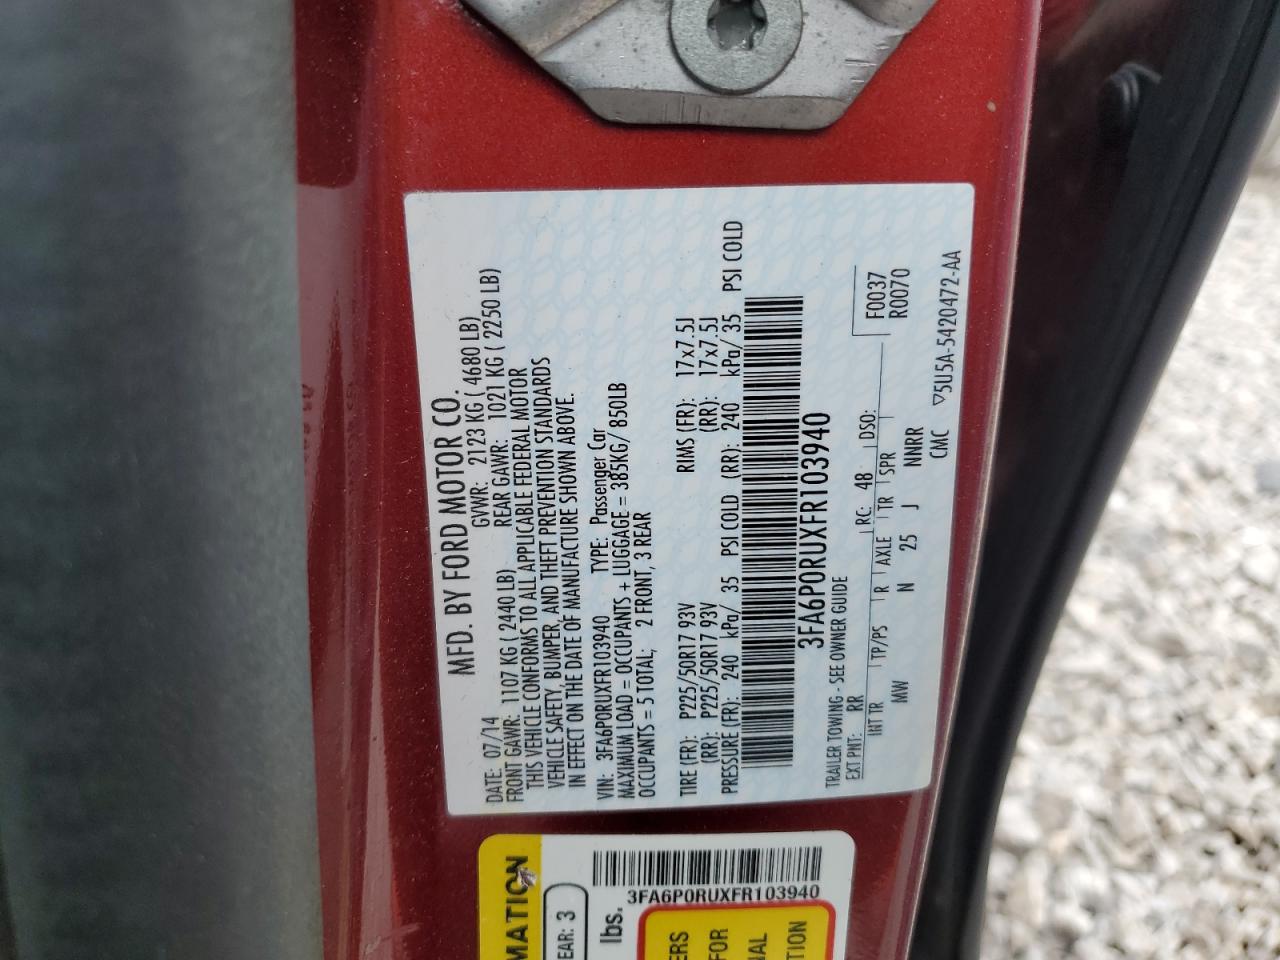 MFD. BY FORD MOTOR CO.
DATE: 07/14 GVWR: 2123 KG ( 4680 LB)
FRONT GAWR: 1107 KG ( 2440 LB) REAR GAWR: 1021 KG ( 2250 LB)
THIS VEHICLE CONFORMS TO ALL APPLICABLE FEDERAL MOTOR
VEHICLE SAFETY, BUMPER, AND THEFT PREVENTION STANDARDS
IN EFFECT ON THE DATE OF MANUFACTURE SHOWN ABOVE.
VIN: 3FA6P0RUXFR103940 TYPE: Passenger Car
MAXIMUM LOAD = OCCUPANTS + LUGGAGE = 385KG/ 850LB
OCCUPANTS = 5 TOTAL; 2 FRONT, 3 REAR
TIRE (FR): P225/50R17 93V RIMS (FR): 17x7.5J
(RR): P225/50R17 93V (RR): 17x7.5J
PRESSURE (FR): 240 kPa/ 35 PSI COLD (RR): 240 kPa/ 35 PSI COLD
3FA6P0RUXFR103940
TRAILER TOWING - SEE OWNER GUIDE
EXT PNT: RR RC: 48 DSO: F0037
R0070
INT TR TP/PS R AXLE TR SPR
MW N 25 J NNRR
CMC ▽5U5A-5420472-AA
MATION
EAR: 3
lbs.
3FA6P0RUXFR103940
ERS
FOR
NAL
TION